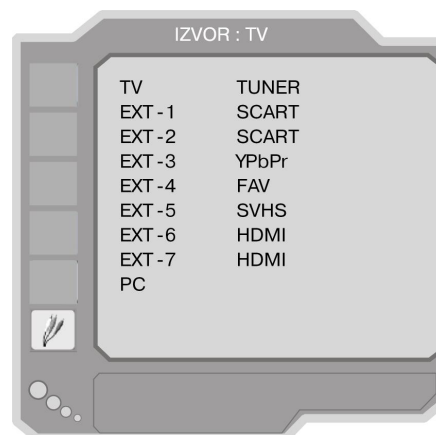 IZVOR : TV
TV TUNER
EXT-1 SCART
EXT-2 SCART
EXT-3 YPbPr
EXT-4 FAV
EXT-5 SVHS
EXT-6 HDMI
EXT-7 HDMI
PC